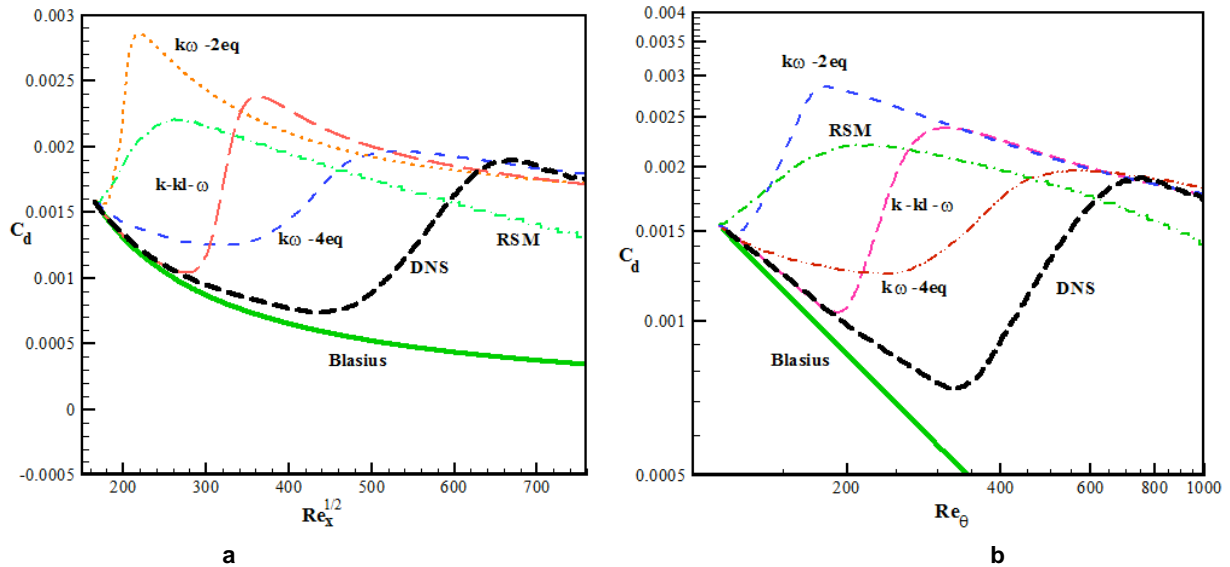 0.003
0.0025
0.002
0.0015
0.001
0.0005
0
-0.0005
C_d
kω-2eq
k-kl-ω
kω-4eq
RSM
DNS
Blasius
200 300 400 500 600 700
Re_x^{1/2}
a
0.004
0.003
0.0025
0.002
0.0015
0.001
0.0005
C_d
kω-2eq
RSM
k-kl-ω
kω-4eq
DNS
Blasius
200 400 600 800 1000
Re_θ
b